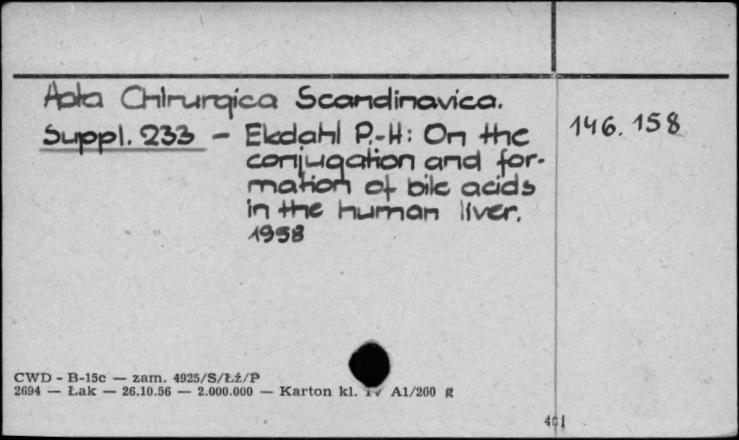 Acta Chirurgica Scandinavica.
Suppl. 233 - Ekdahl P.-H: On the
conjugation and for-
mation of bile acids
in the human liver.
1958
146.158
CWD - B-15c — zam. 4925/S/Łż/P
2694 — Łak — 26.10.56 — 2.000.000 — Karton kl. IV A1/200 g